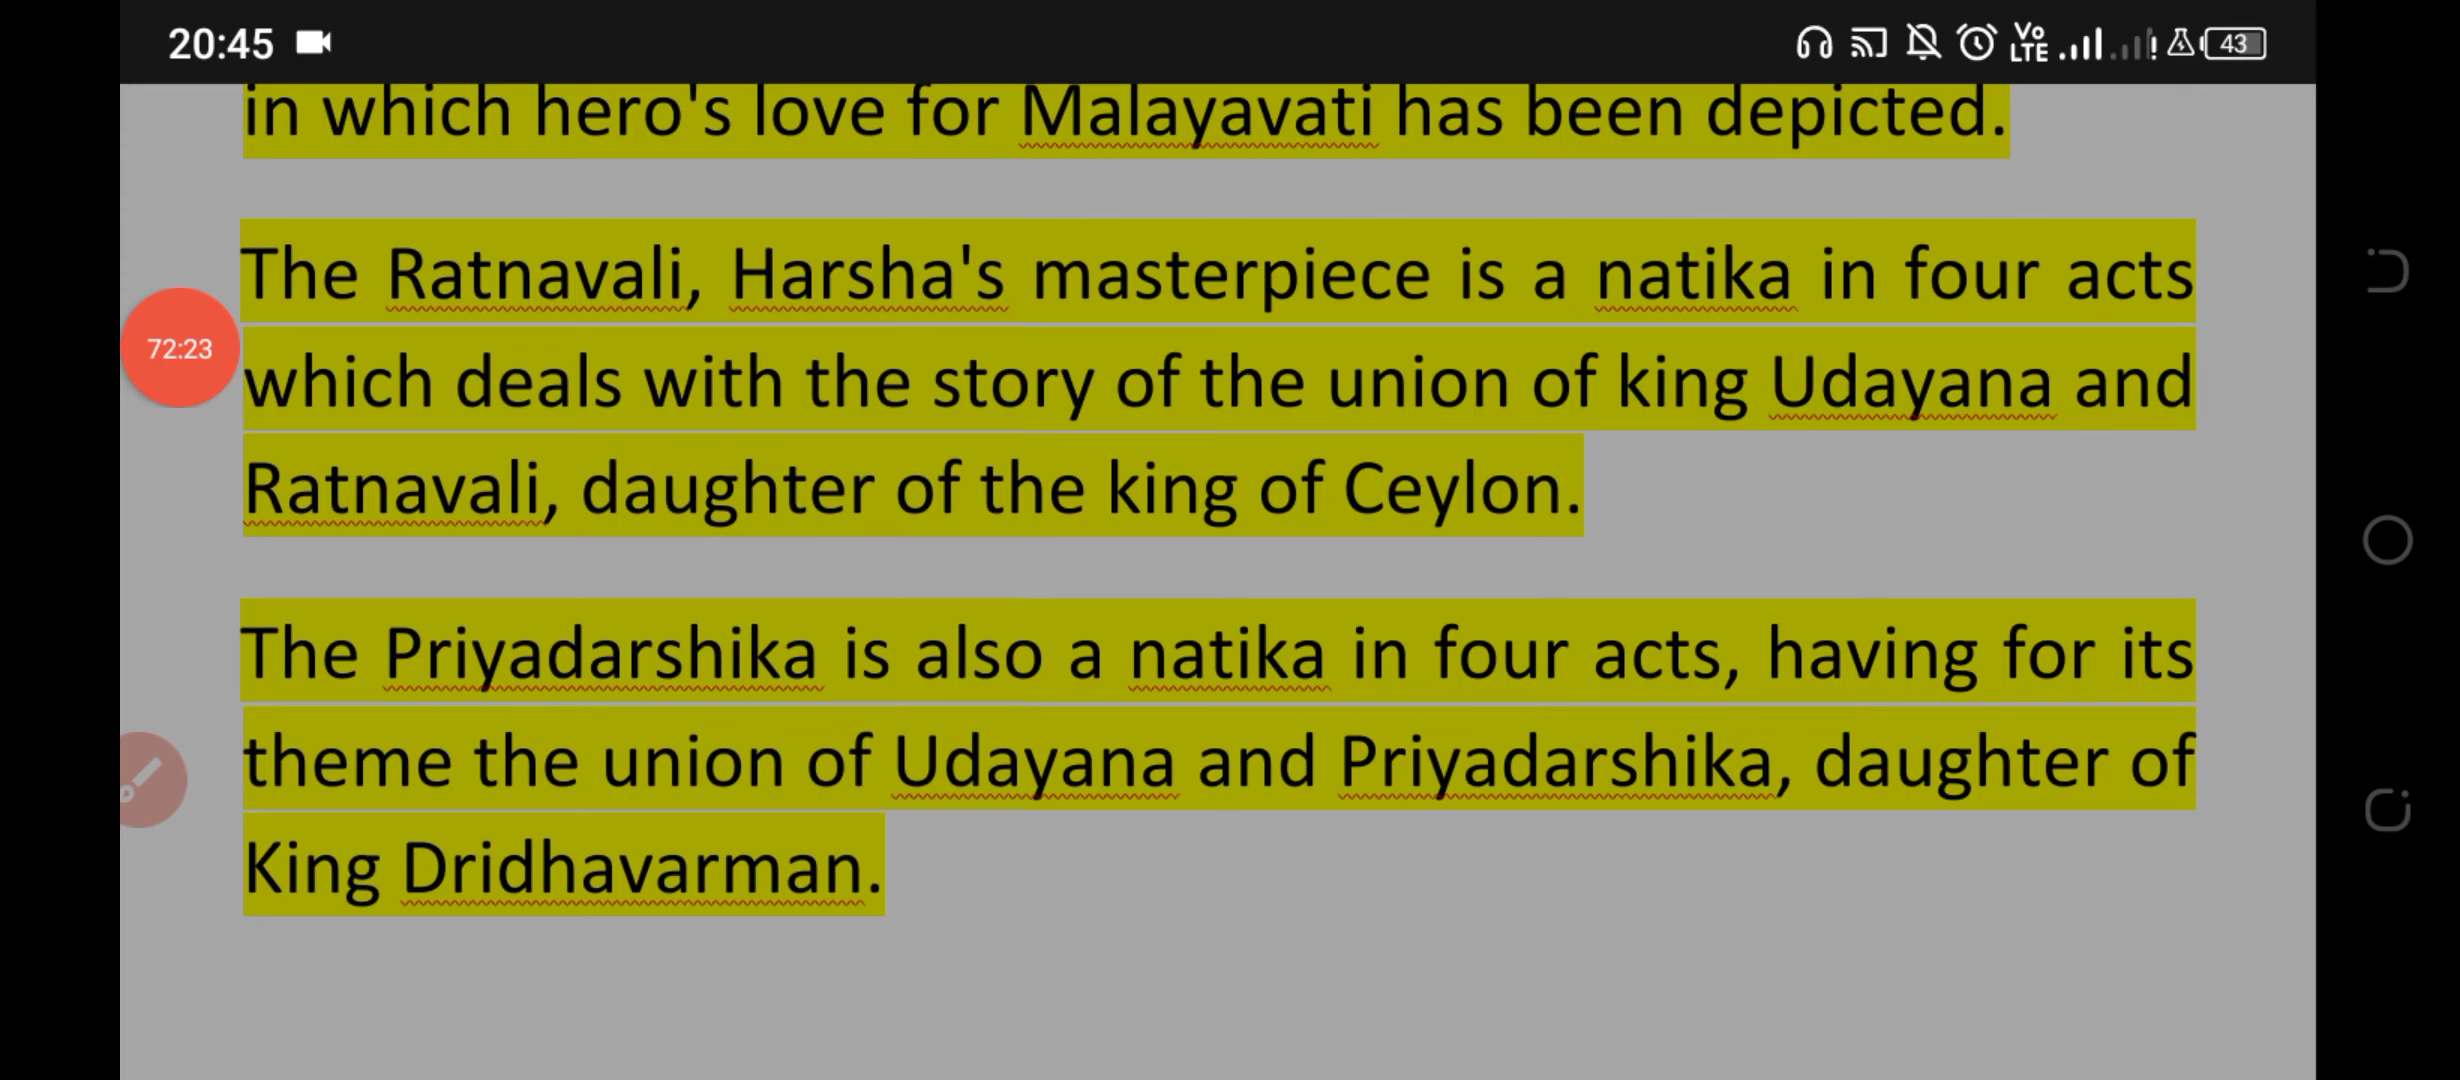 20:45
Vo LTE 43
in which hero's love for Malayavati has been depicted.
The Ratnavali, Harsha's masterpiece is a natika in four acts
72:23
which deals with the story of the union of king Udayana and
Ratnavali, daughter of the king of Ceylon.
The Priyadarshika is also a natika in four acts, having for its
theme the union of Udayana and Priyadarshika, daughter of
King Dridhavarman.